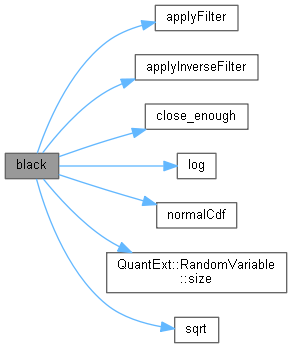 applyFilter
applyInverseFilter
close_enough
black
log
normalCdf
QuantExt::RandomVariable
::size
sqrt